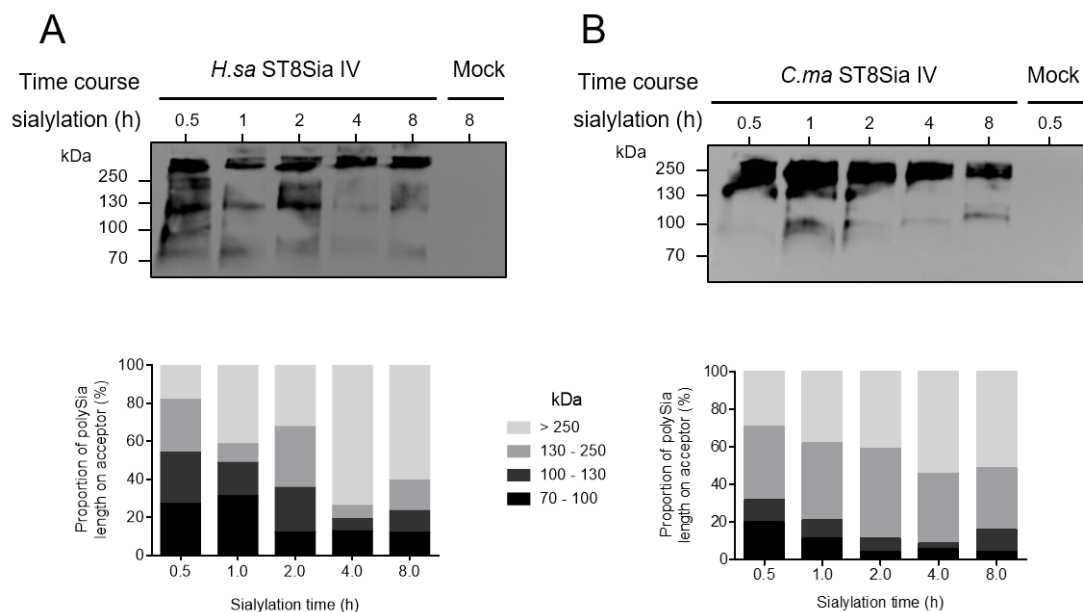 A
Time course
H.sa ST8Sia IV
Mock
sialylation (h)
0.5 1 2 4 8 8
kDa
250
130
100
70
B
Time course
C.ma ST8Sia IV
Mock
sialylation (h)
0.5 1 2 4 8 0.5
kDa
250
130
100
70
Proportion of polySia
length on acceptor (%)
100
80
60
40
20
0
0.5 1.0 2.0 4.0 8.0
Sialylation time (h)
kDa
> 250
130 - 250
100 - 130
70 - 100
Proportion of polySia
length on acceptor (%)
100
80
60
40
20
0
0.5 1.0 2.0 4.0 8.0
Sialylation time (h)